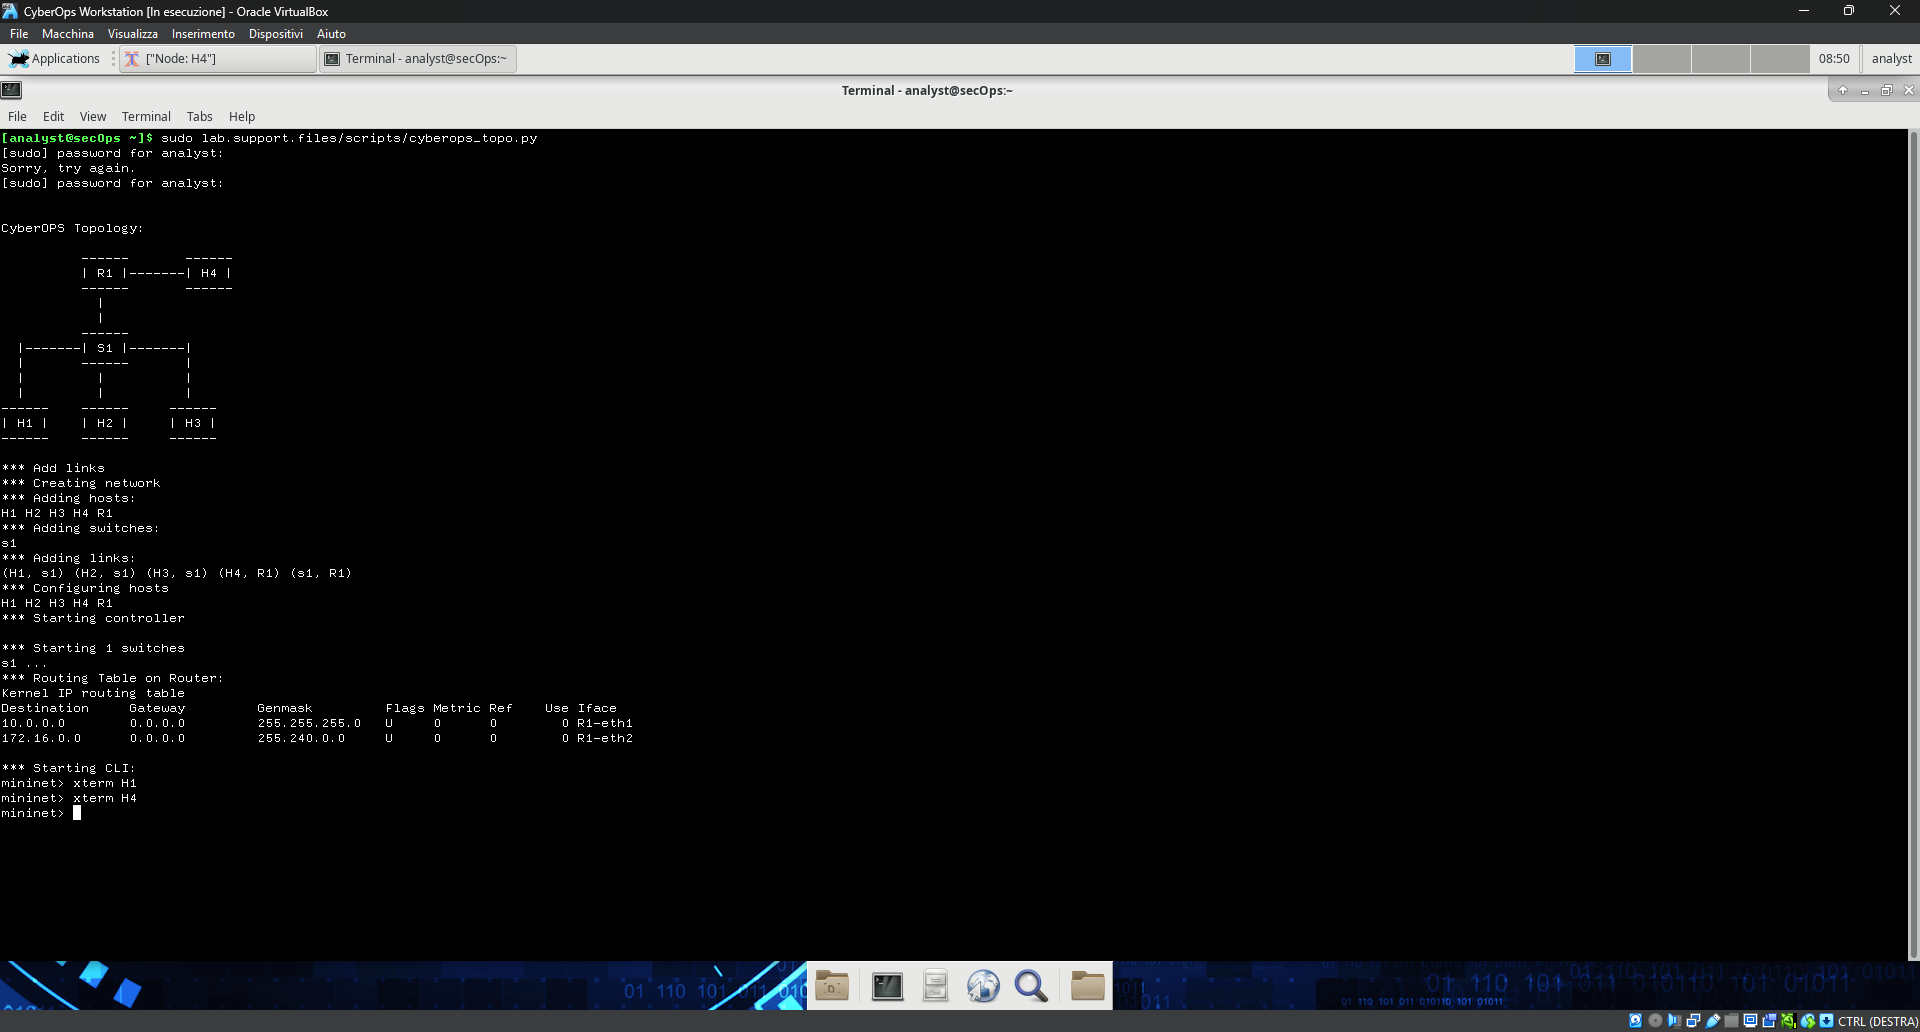 CyberOps Workstation [In esecuzione] - Oracle VirtualBox
File Macchina Visualizza Inserimento Dispositivi Aiuto
Applications ["Node: H4"] Terminal - analyst@secOps:~ 08:50 analyst
Terminal - analyst@secOps:~
File Edit View Terminal Tabs Help
[analyst@secOps ~]$ sudo lab.support.files/scripts/cyberops_topo.py
[sudo] password for analyst:
Sorry, try again.
[sudo] password for analyst:
CyberOPS Topology:
------       ------
| R1 |-------| H4 |
------       ------
|
|
------
|-------| S1 |-------|
|       ------       |
|         |          |
|         |          |
------    ------     ------
| H1 |    | H2 |     | H3 |
------    ------     ------
*** Add links
*** Creating network
*** Adding hosts:
H1 H2 H3 H4 R1
*** Adding switches:
s1
*** Adding links:
(H1, s1) (H2, s1) (H3, s1) (H4, R1) (s1, R1)
*** Configuring hosts
H1 H2 H3 H4 R1
*** Starting controller
*** Starting 1 switches
s1 ...
*** Routing Table on Router:
Kernel IP routing table
Destination     Gateway         Genmask         Flags Metric Ref    Use Iface
10.0.0.0        0.0.0.0         255.255.255.0   U     0      0        0 R1-eth1
172.16.0.0      0.0.0.0         255.240.0.0     U     0      0        0 R1-eth2
*** Starting CLI:
mininet> xterm H1
mininet> xterm H4
mininet>
CTRL (DESTRA)